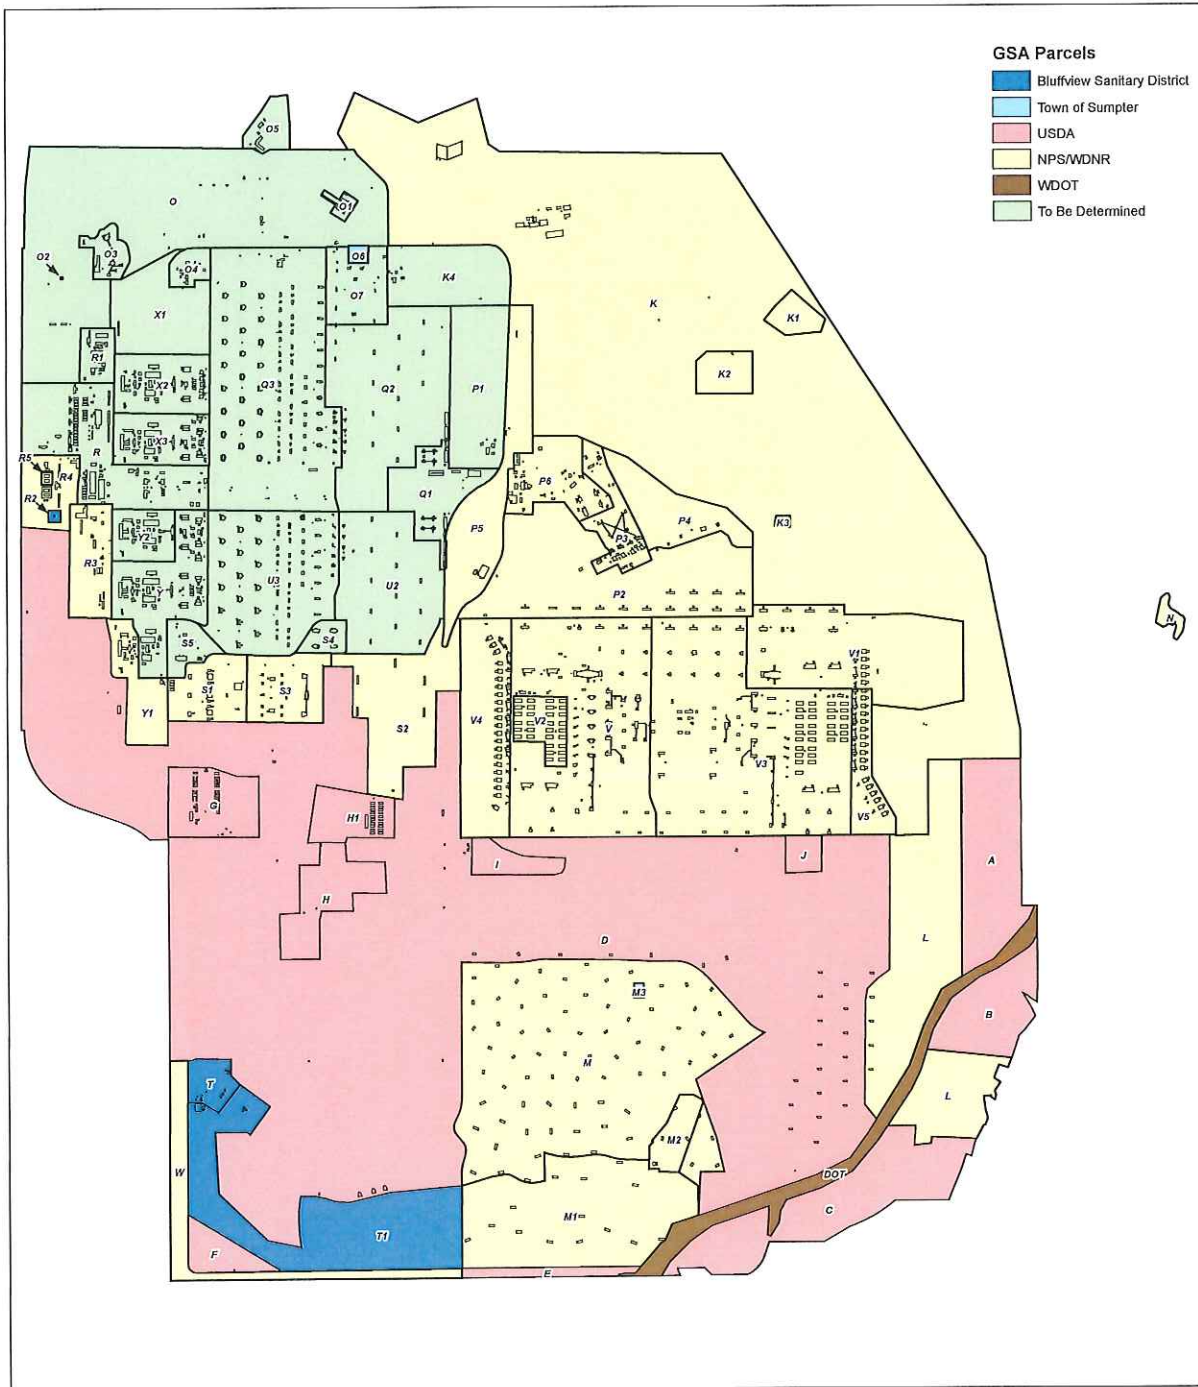 GSA Parcels
Bluffview Sanitary District
Town of Sumpter
USDA
NPS/WDNR
WDOT
To Be Determined
O5
O
O1
O2
O3
O4
O6
O7
K4
X1
K
K1
K2
R1
X2
Q3
Q2
P1
X3
R
R5
R4
R2
Q1
P6
P5
P4
P3
K3
Y2
R3
Y
U3
U2
P2
N
S5
S4
V1
S1
S3
Y1
S2
V4
V2
V
V3
V5
G
H1
I
J
A
H
D
L
M3
B
M
T
L
M2
W
DOT
C
M1
T1
F
E